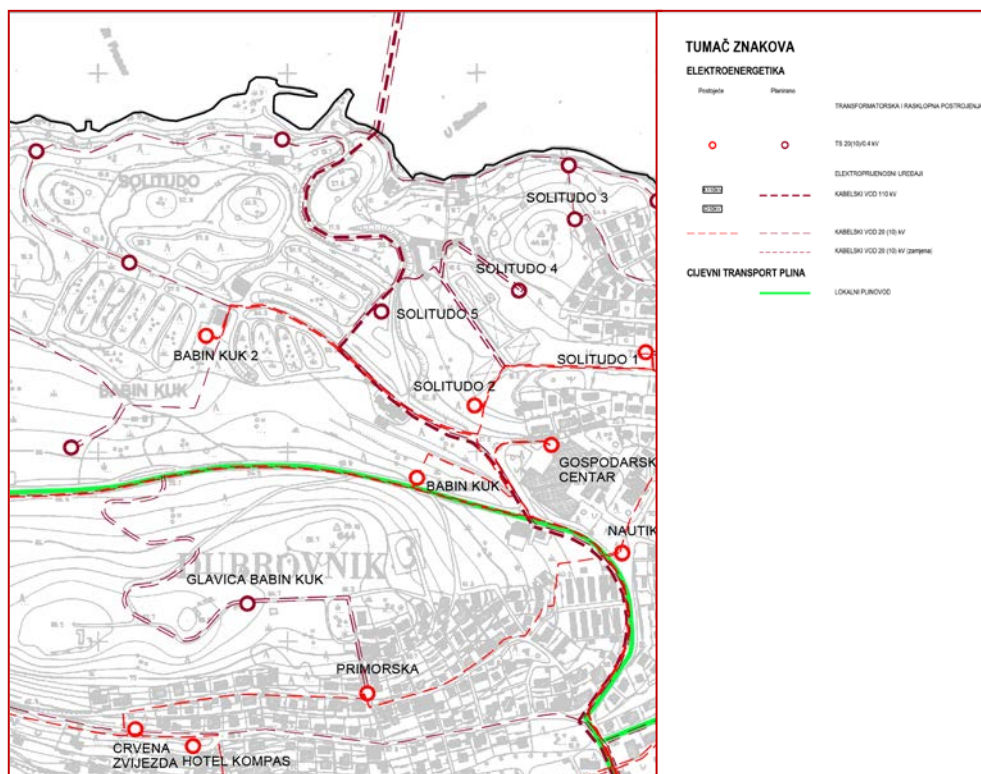 SOLITUDO
SOLITUDO 3
SOLITUDO 4
SOLITUDO 5
BABIN KUK 2
SOLITUDO 1
BABIN KUK
SOLITUDO 2
GOSPODARSK
CENTAR
BABIN KUK
NAUTIK
DUBROVNIK
GLAVICA BABIN KUK
PRIMORSKA
CRVENA
ZVIJEZDA
HOTEL KOMPAS
TUMAČ ZNAKOVA
ELEKTROENERGETIKA
Postojeće
Planirano
TRANSFORMATORSKA I RASKLOPNA POSTROJENJA
TS 20(10)/0.4 kV
ELEKTROPRIJENOSNI UREĐAJI
KABELSKI VOD 110 kV
KABELSKI VOD 20 (10) kV
KABELSKI VOD 20 (10) kV (zamjena)
CIJEVNI TRANSPORT PLINA
LOKALNI PLINOVOD